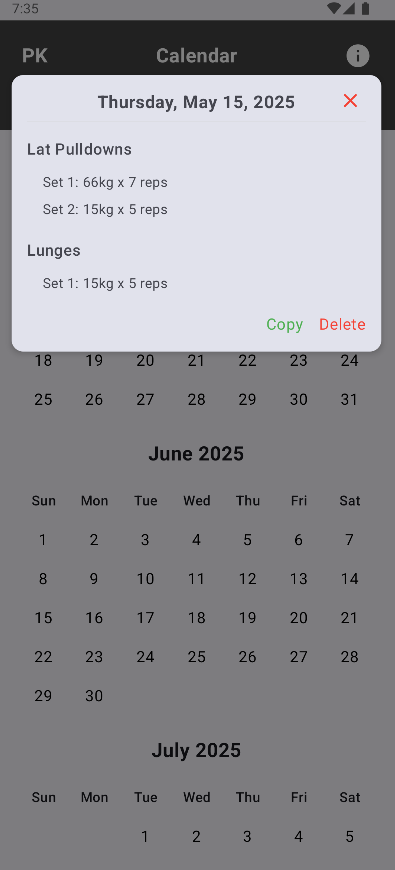 7:35
PK Calendar
Thursday, May 15, 2025
Lat Pulldowns
Set 1: 66kg x 7 reps
Set 2: 15kg x 5 reps
Lunges
Set 1: 15kg x 5 reps
Copy Delete
18 19 20 21 22 23 24
25 26 27 28 29 30 31
June 2025
Sun Mon Tue Wed Thu Fri Sat
1 2 3 4 5 6 7
8 9 10 11 12 13 14
15 16 17 18 19 20 21
22 23 24 25 26 27 28
29 30
July 2025
Sun Mon Tue Wed Thu Fri Sat
1 2 3 4 5